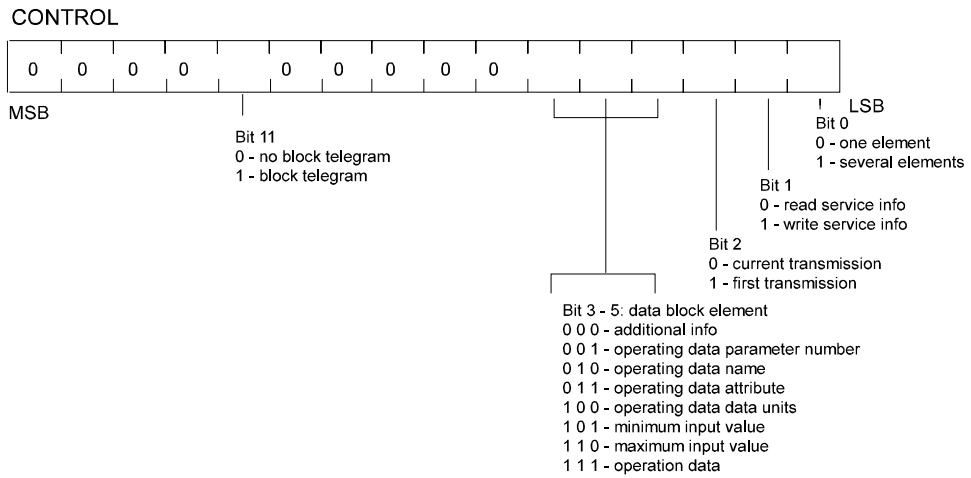 CONTROL
0 0 0 0 0 0 0 0 0
MSB
LSB
Bit 11
0 - no block telegram
1 - block telegram
Bit 0
0 - one element
1 - several elements
Bit 1
0 - read service info
1 - write service info
Bit 2
0 - current transmission
1 - first transmission
Bit 3 - 5: data block element
0 0 0 - additional info
0 0 1 - operating data parameter number
0 1 0 - operating data name
0 1 1 - operating data attribute
1 0 0 - operating data data units
1 0 1 - minimum input value
1 1 0 - maximum input value
1 1 1 - operation data